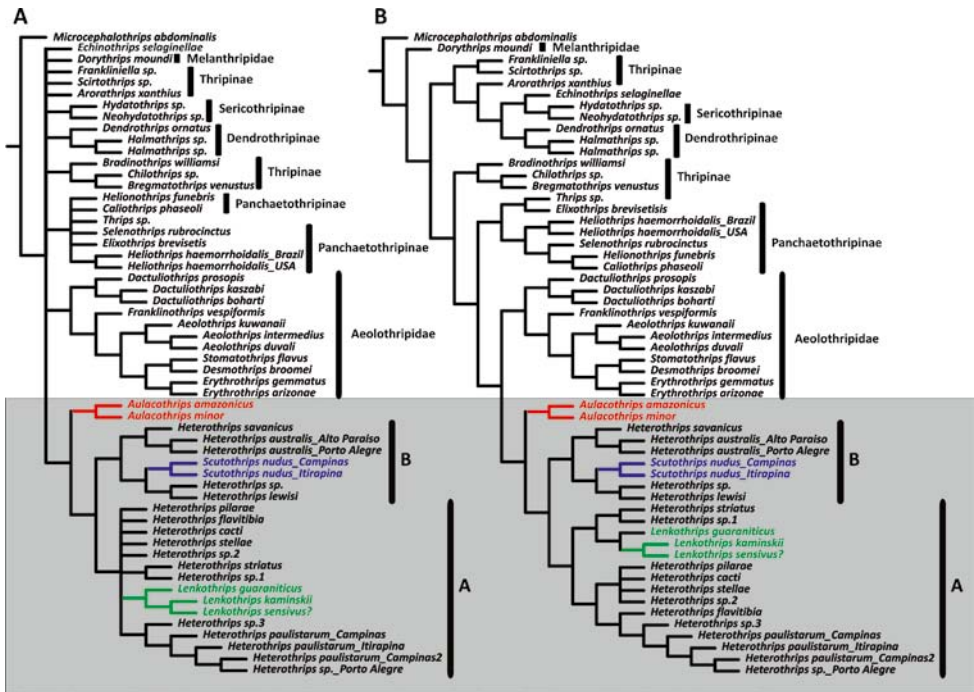 A
Microcephalothrips abdominalis
Echinothrips selaginellae
Dorythrips moundi
Melanthripidae
Frankliniella sp.
Scirtothrips sp.
Thripinae
Arorathrips xanthius
Hydatothrips sp.
Sericothripinae
Neohydatothrips sp.
Dendrothrips ornatus
Halmathrips sp.
Dendrothripinae
Halmathrips sp.
Bradinothrips williamsi
Chilothrips sp.
Thripinae
Bregmatothrips venustus
Helionothrips funebris
Panchaetothripinae
Caliothrips phaseoli
Thrips sp.
Selenothrips rubrocinctus
Elixothrips brevisetis
Panchaetothripinae
Heliothrips haemorrhoidalis_Brazil
Heliothrips haemorrhoidalis_USA
Dactuliothrips prosopis
Dactuliothrips kaszabi
Dactuliothrips boharti
Franklinothrips vespiformis
Aeolothrips kuwanaii
Aeolothripidae
Aeolothrips intermedius
Aeolothrips duvali
Stomatothrips flavus
Desmothrips broomei
Erythrothrips gemmatus
Erythrothrips arizonae
Aulacothrips amazonicus
Aulacothrips minor
Heterothrips savanicus
Heterothrips australis_Alto Paraiso
Heterothrips australis_Porto Alegre
B
Scutothrips nudus_Campinas
Scutothrips nudus_Itirapina
Heterothrips sp.
Heterothrips lewisi
Heterothrips pilarae
Heterothrips flavitibia
Heterothrips cacti
Heterothrips stellae
Heterothrips sp.2
Heterothrips striatus
Heterothrips sp.1
A
Lenkothrips guaraniticus
Lenkothrips kaminskii
Lenkothrips sensivus?
Heterothrips sp.3
Heterothrips paulistarum_Campinas
Heterothrips paulistarum_Itirapina
Heterothrips paulistarum_Campinas2
Heterothrips sp._Porto Alegre
B
Microcephalothrips abdominalis
Dorythrips moundi
Melanthripidae
Frankliniella sp.
Scirtothrips sp.
Thripinae
Arorathrips xanthius
Echinothrips selaginellae
Hydatothrips sp.
Sericothripinae
Neohydatothrips sp.
Dendrothrips ornatus
Halmathrips sp.
Dendrothripinae
Halmathrips sp.
Bradinothrips williamsi
Chilothrips sp.
Thripinae
Bregmatothrips venustus
Thrips sp.
Elixothrips brevisetisis
Heliothrips haemorrhoidalis_Brazil
Heliothrips haemorrhoidalis_USA
Panchaetothripinae
Selenothrips rubrocinctus
Helionothrips funebris
Caliothrips phaseoli
Dactuliothrips prosopis
Dactuliothrips kaszabi
Dactuliothrips boharti
Franklinothrips vespiformis
Aeolothrips kuwanaii
Aeolothripidae
Aeolothrips intermedius
Aeolothrips duvali
Stomatothrips flavus
Desmothrips broomei
Erythrothrips gemmatus
Erythrothrips arizonae
Aulacothrips amazonicus
Aulacothrips minor
Heterothrips savanicus
Heterothrips australis_Alto Paraiso
Heterothrips australis_Porto Alegre
B
Scutothrips nudus_Campinas
Scutothrips nudus_Itirapina
Heterothrips sp.
Heterothrips lewisi
Heterothrips striatus
Heterothrips sp.1
Lenkothrips guaraniticus
Lenkothrips kaminskii
Lenkothrips sensivus?
Heterothrips pilarae
Heterothrips cacti
A
Heterothrips stellae
Heterothrips sp.2
Heterothrips flavitibia
Heterothrips sp.3
Heterothrips paulistarum_Campinas
Heterothrips paulistarum_Itirapina
Heterothrips paulistarum_Campinas2
Heterothrips sp._Porto Alegre